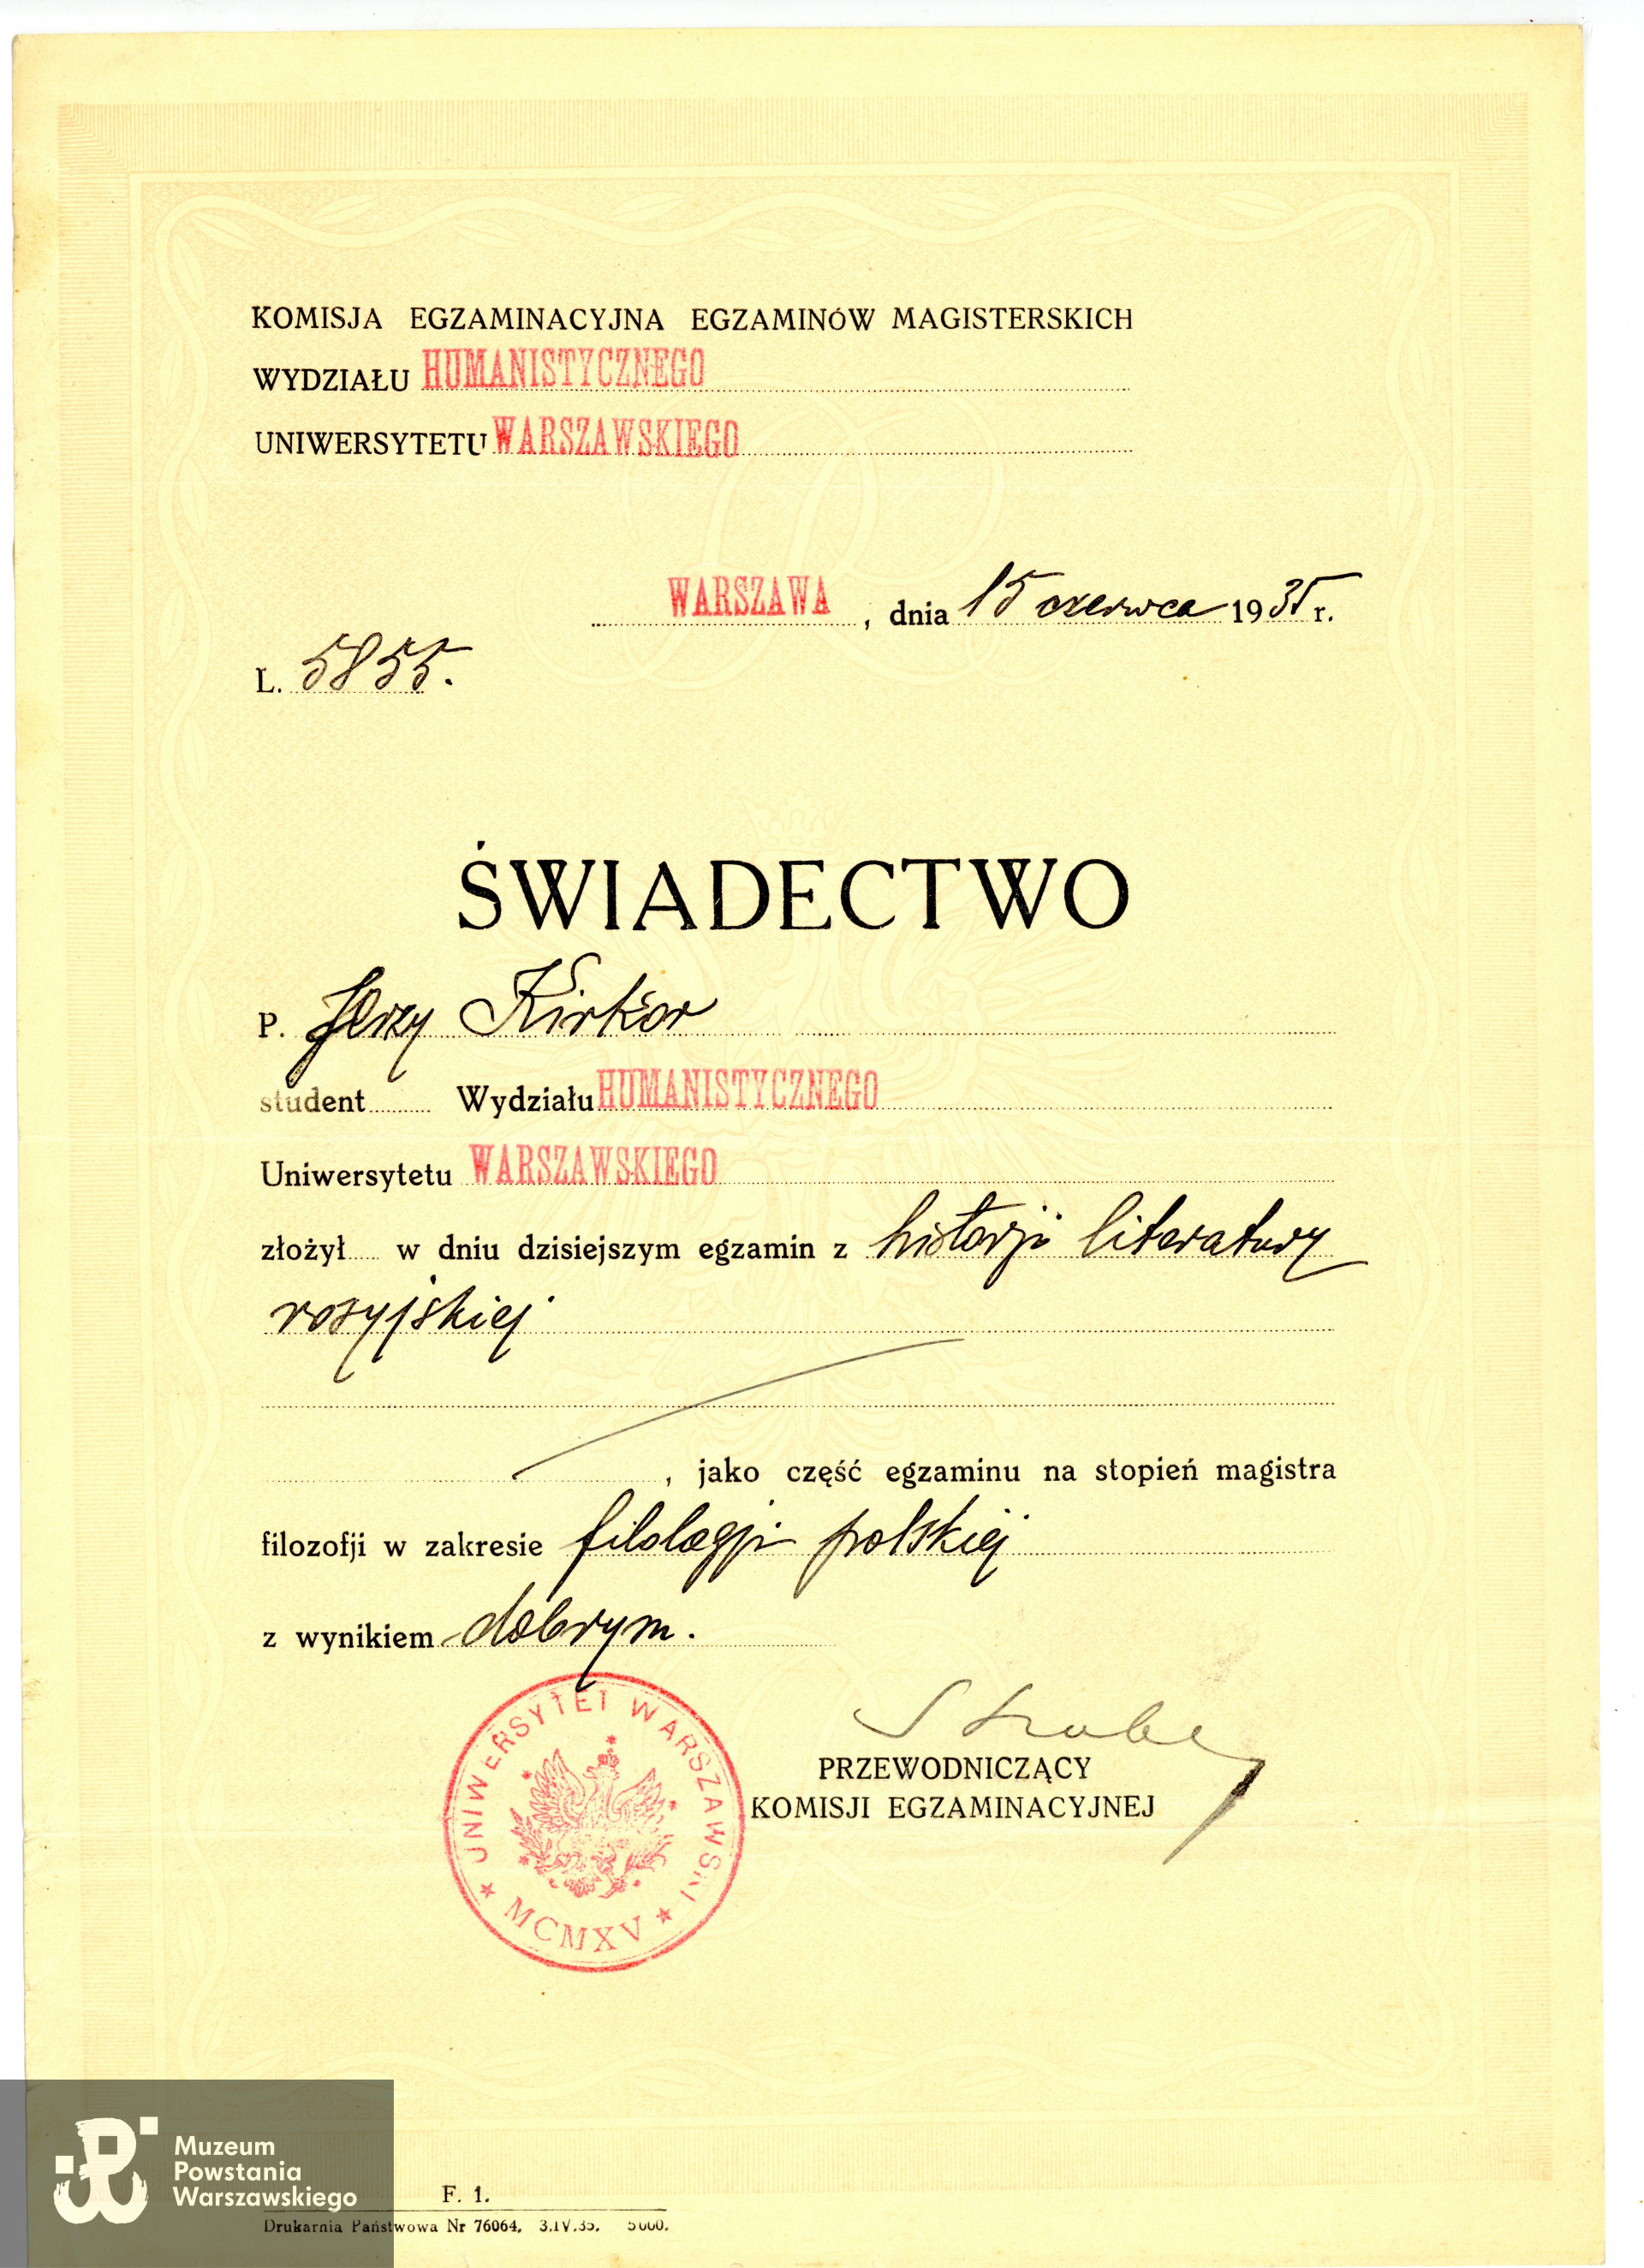 KOMISJA EGZAMINACYJNA EGZAMINÓW MAGISTERSKICH
WYDZIAŁU HUMANISTYCZNEGO
UNIWERSYTETU WARSZAWSKIEGO
WARSZAWA, dnia 15 czerwca 1935 r.
L. 5855.
ŚWIADECTWO
P. Jerzy Kirkor
student Wydziału HUMANISTYCZNEGO
Uniwersytetu WARSZAWSKIEGO
złożył w dniu dzisiejszym egzamin z historji literatury
rosyjskiej
, jako część egzaminu na stopień magistra
filozofji w zakresie filologji polskiej
z wynikiem dobrym.
UNIWERSYTET WARSZAWSKI
MCMXV
PRZEWODNICZĄCY
KOMISJI EGZAMINACYJNEJ
Muzeum
Powstania
Warszawskiego
F. 1.
Drukarnia Państwowa Nr 76064, 3.IV.35. 5000.